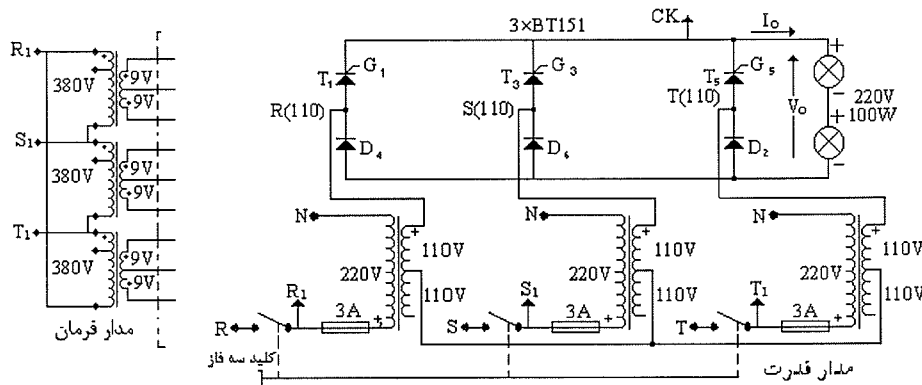 R1
380V
9V
9V
S1
380V
9V
9V
T1
380V
9V
9V
مدار فرمان
3×BT151
CK
Io
T1
G1
T3
G3
T5
G5
+
-
220V
R(110)
S(110)
T(110)
Vo
+
100W
-
D4
D6
D2
N
+
110V
220V
110V
N
+
110V
220V
110V
N
+
110V
220V
110V
R
R1
3A
+
S
S1
3A
+
T
T1
3A
+
کلید سه فاز
مدار قدرت